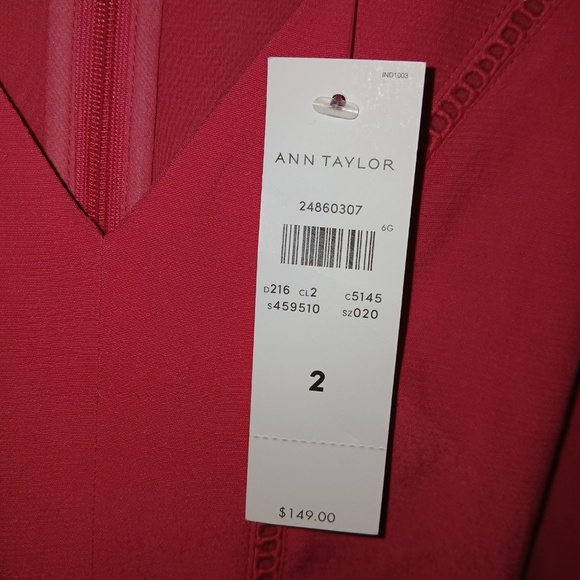 IND1003
ANN TAYLOR
24860307
6G
D216 CL2 C5145
S459510 SZ020
2
$149.00